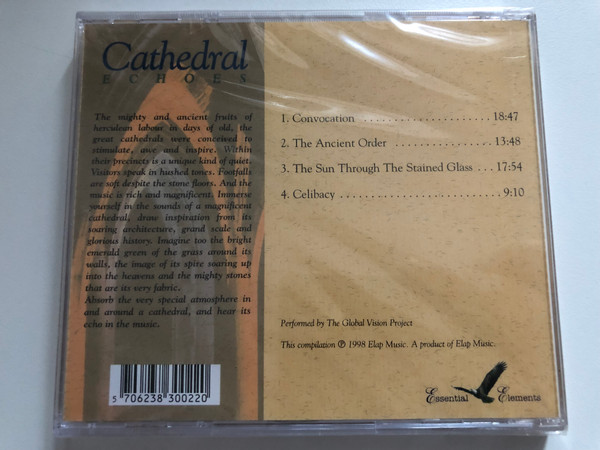 Cathedral
ECHOES
The mighty and ancient fruits of
herculean labour in days of old, the
great cathedrals were conceived to
stimulate, awe and inspire. Within
their precincts is a unique kind of quiet.
Visitors speak in hushed tones. Footfalls
are soft despite the stone floors. And the
music is rich and magnificent. Immerse
yourself in the sounds of a magnificent
cathedral, draw inspiration from its
soaring architecture, grand scale and
glorious history. Imagine too the bright
emerald green of the grass around its
walls, the image of its spire soaring up
into the heavens and the mighty stones
that are its very fabric.
Absorb the very special atmosphere in
and around a cathedral, and hear its
echo in the music.
5 706238 300220
1. Convocation ....................... 18:47
2. The Ancient Order .................. 13:48
3. The Sun Through The Stained Glass ... 17:54
4. Celibacy ............................ 9:10
Performed by The Global Vision Project
This compilation ℗ 1998 Elap Music. A product of Elap Music.
Essential Elements